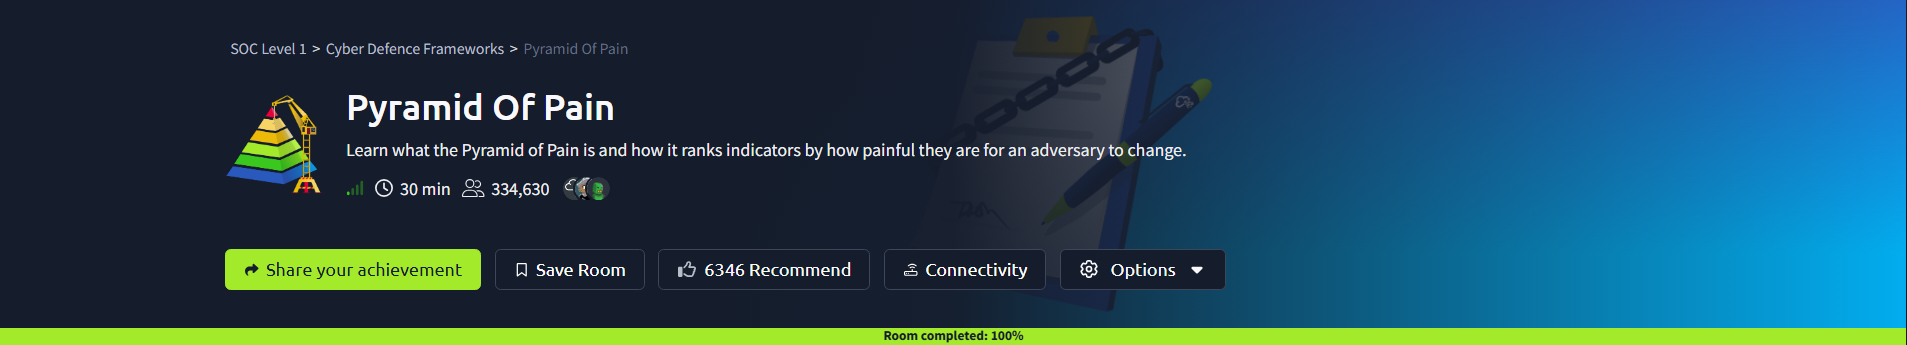 SOC Level 1 > Cyber Defence Frameworks > Pyramid Of Pain
Pyramid Of Pain
Learn what the Pyramid of Pain is and how it ranks indicators by how painful they are for an adversary to change.
30 min 334,630
Share your achievement Save Room 6346 Recommend Connectivity Options
Room completed: 100%